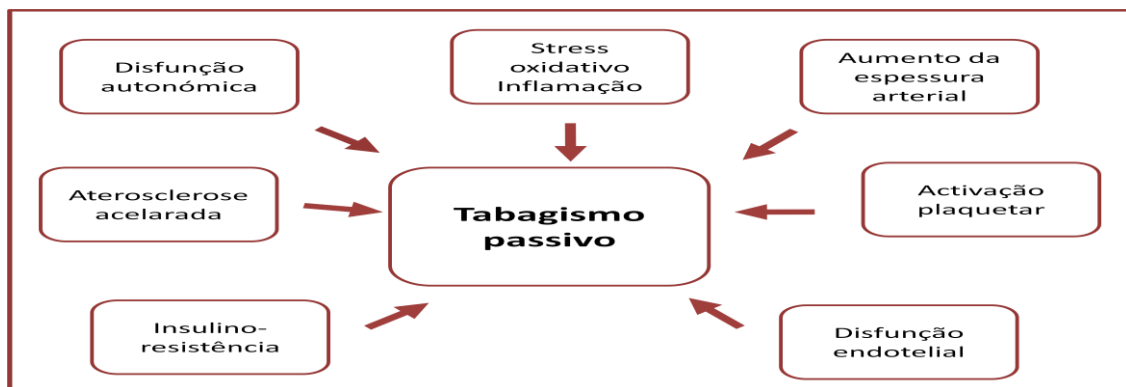 Disfunção
autonómica
Stress
oxidativo
Inflamação
Aumento da
espessura
arterial
Aterosclerose
acelarada
Tabagismo
passivo
Activação
plaquetar
Insulino-
resistência
Disfunção
endotelial